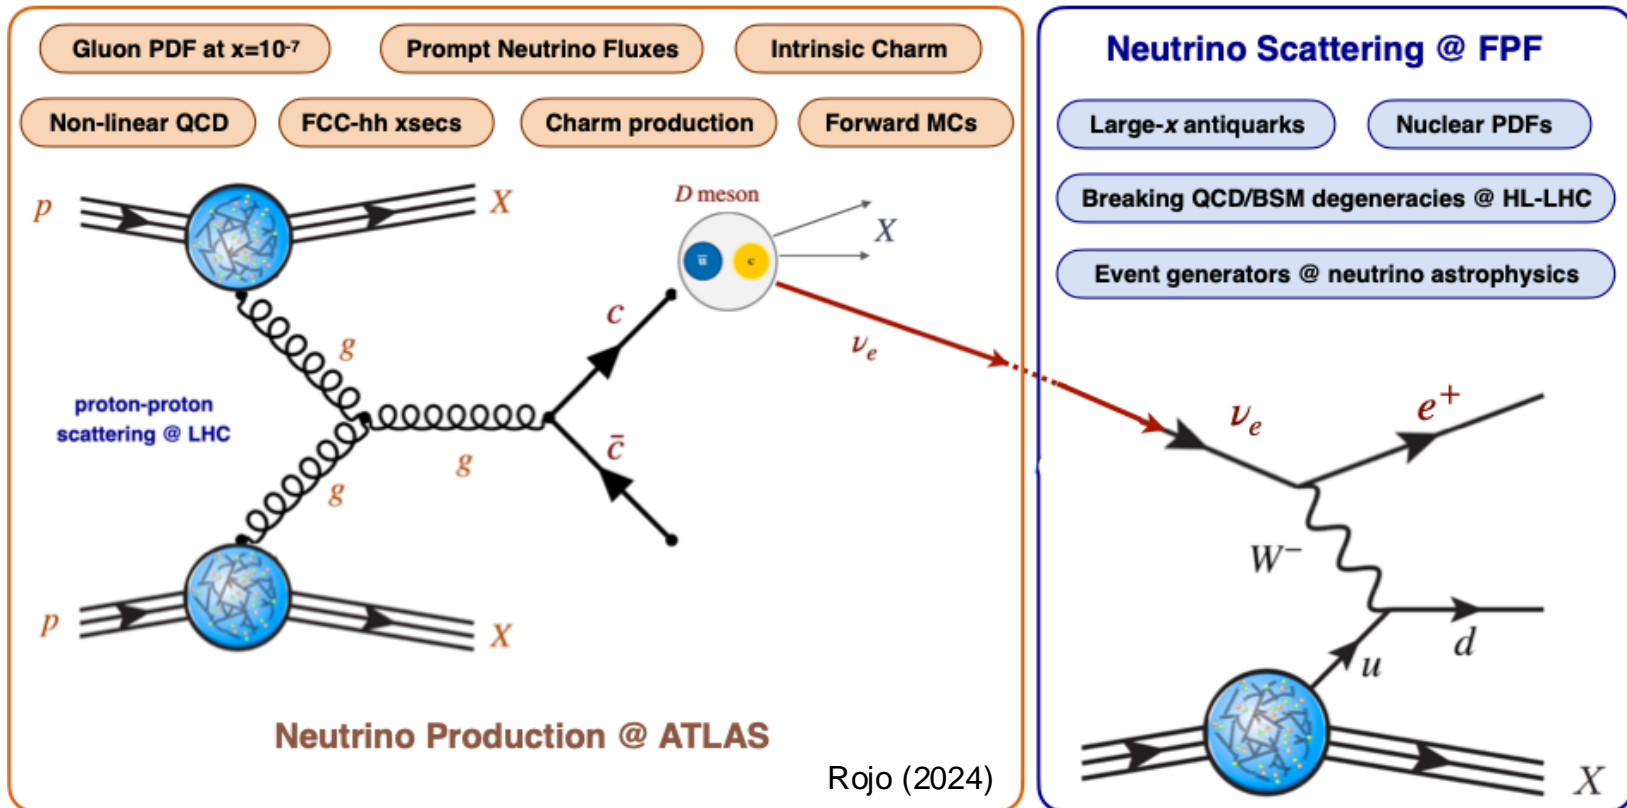 Gluon PDF at x=10⁻⁷
Prompt Neutrino Fluxes
Intrinsic Charm
Non-linear QCD
FCC-hh xsecs
Charm production
Forward MCs
p
X
D meson
ū
c
X
g
c
νₑ
proton-proton
scattering @ LHC
g
g
c̄
p
X
Neutrino Production @ ATLAS
Rojo (2024)
Neutrino Scattering @ FPF
Large-x antiquarks
Nuclear PDFs
Breaking QCD/BSM degeneracies @ HL-LHC
Event generators @ neutrino astrophysics
νₑ
e⁺
W⁻
u
d
X